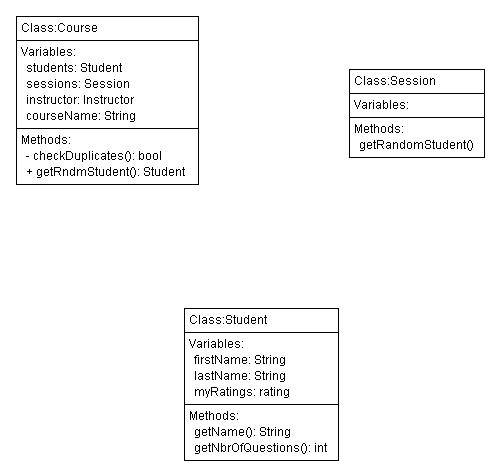 Class:Course
Variables:
students: Student
sessions: Session
instructor: Instructor
courseName: String
Methods:
- checkDuplicates(): bool
+ getRndmStudent(): Student
Class:Session
Variables:
Methods:
getRandomStudent()
Class:Student
Variables:
firstName: String
lastName: String
myRatings: rating
Methods:
getName(): String
getNbrOfQuestions(): int